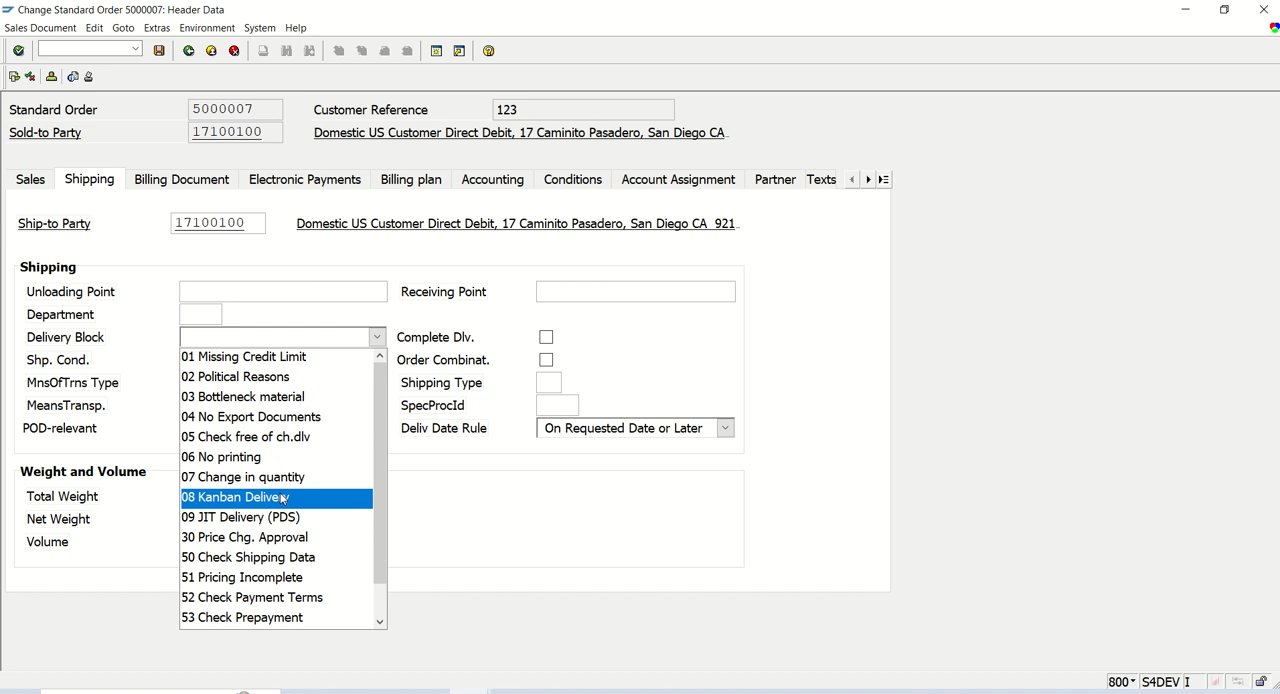 Change Standard Order 5000007: Header Data
Sales Document Edit Goto Extras Environment System Help
Standard Order 5000007 Customer Reference 123
Sold-to Party 17100100 Domestic US Customer Direct Debit, 17 Caminito Pasadero, San Diego CA
Sales Shipping Billing Document Electronic Payments Billing plan Accounting Conditions Account Assignment Partner Texts
Ship-to Party 17100100 Domestic US Customer Direct Debit, 17 Caminito Pasadero, San Diego CA 921
Shipping
Unloading Point Receiving Point
Department
Delivery Block Complete Dlv.
Shp. Cond. 01 Missing Credit Limit Order Combinat.
MnsOfTrns Type 02 Political Reasons Shipping Type
MeansTransp. 03 Bottleneck material SpecProcId
04 No Export Documents
POD-relevant 05 Check free of ch.dlv Deliv Date Rule On Requested Date or Later
06 No printing
Weight and Volume 07 Change in quantity
Total Weight 08 Kanban Delivery
Net Weight 09 JIT Delivery (PDS)
Volume 30 Price Chg. Approval
50 Check Shipping Data
51 Pricing Incomplete
52 Check Payment Terms
53 Check Prepayment
800 S4DEV I